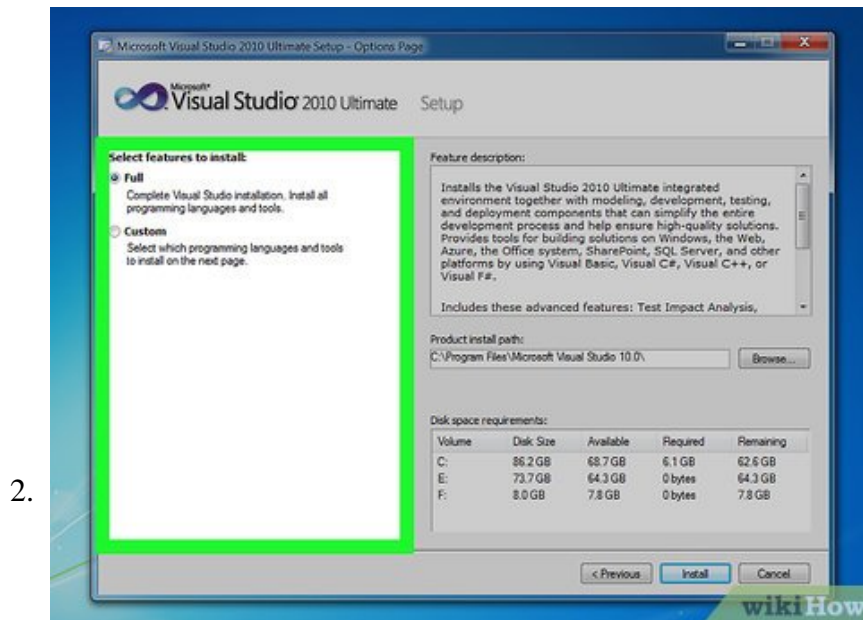 Microsoft Visual Studio 2010 Ultimate Setup - Options Page
Microsoft®
Visual Studio® 2010 Ultimate Setup
Select features to install:
Full
Complete Visual Studio installation. Install all
programming languages and tools.
Custom
Select which programming languages and tools
to install on the next page.
Feature description:
Installs the Visual Studio 2010 Ultimate integrated
environment together with modeling, development, testing,
and deployment components that can simplify the entire
development process and help ensure high-quality solutions.
Provides tools for building solutions on Windows, the Web,
Azure, the Office system, SharePoint, SQL Server, and other
platforms by using Visual Basic, Visual C#, Visual C++, or
Visual F#.
Includes these advanced features: Test Impact Analysis,
Product install path:
C:\Program Files\Microsoft Visual Studio 10.0\ Browse...
Disk space requirements:
Volume Disk Size Available Required Remaining
C: 86.2 GB 68.7 GB 6.1 GB 62.6 GB
E: 73.7 GB 64.3 GB 0 bytes 64.3 GB
F: 8.0 GB 7.8 GB 0 bytes 7.8 GB
2.
< Previous Install Cancel
wikiHow